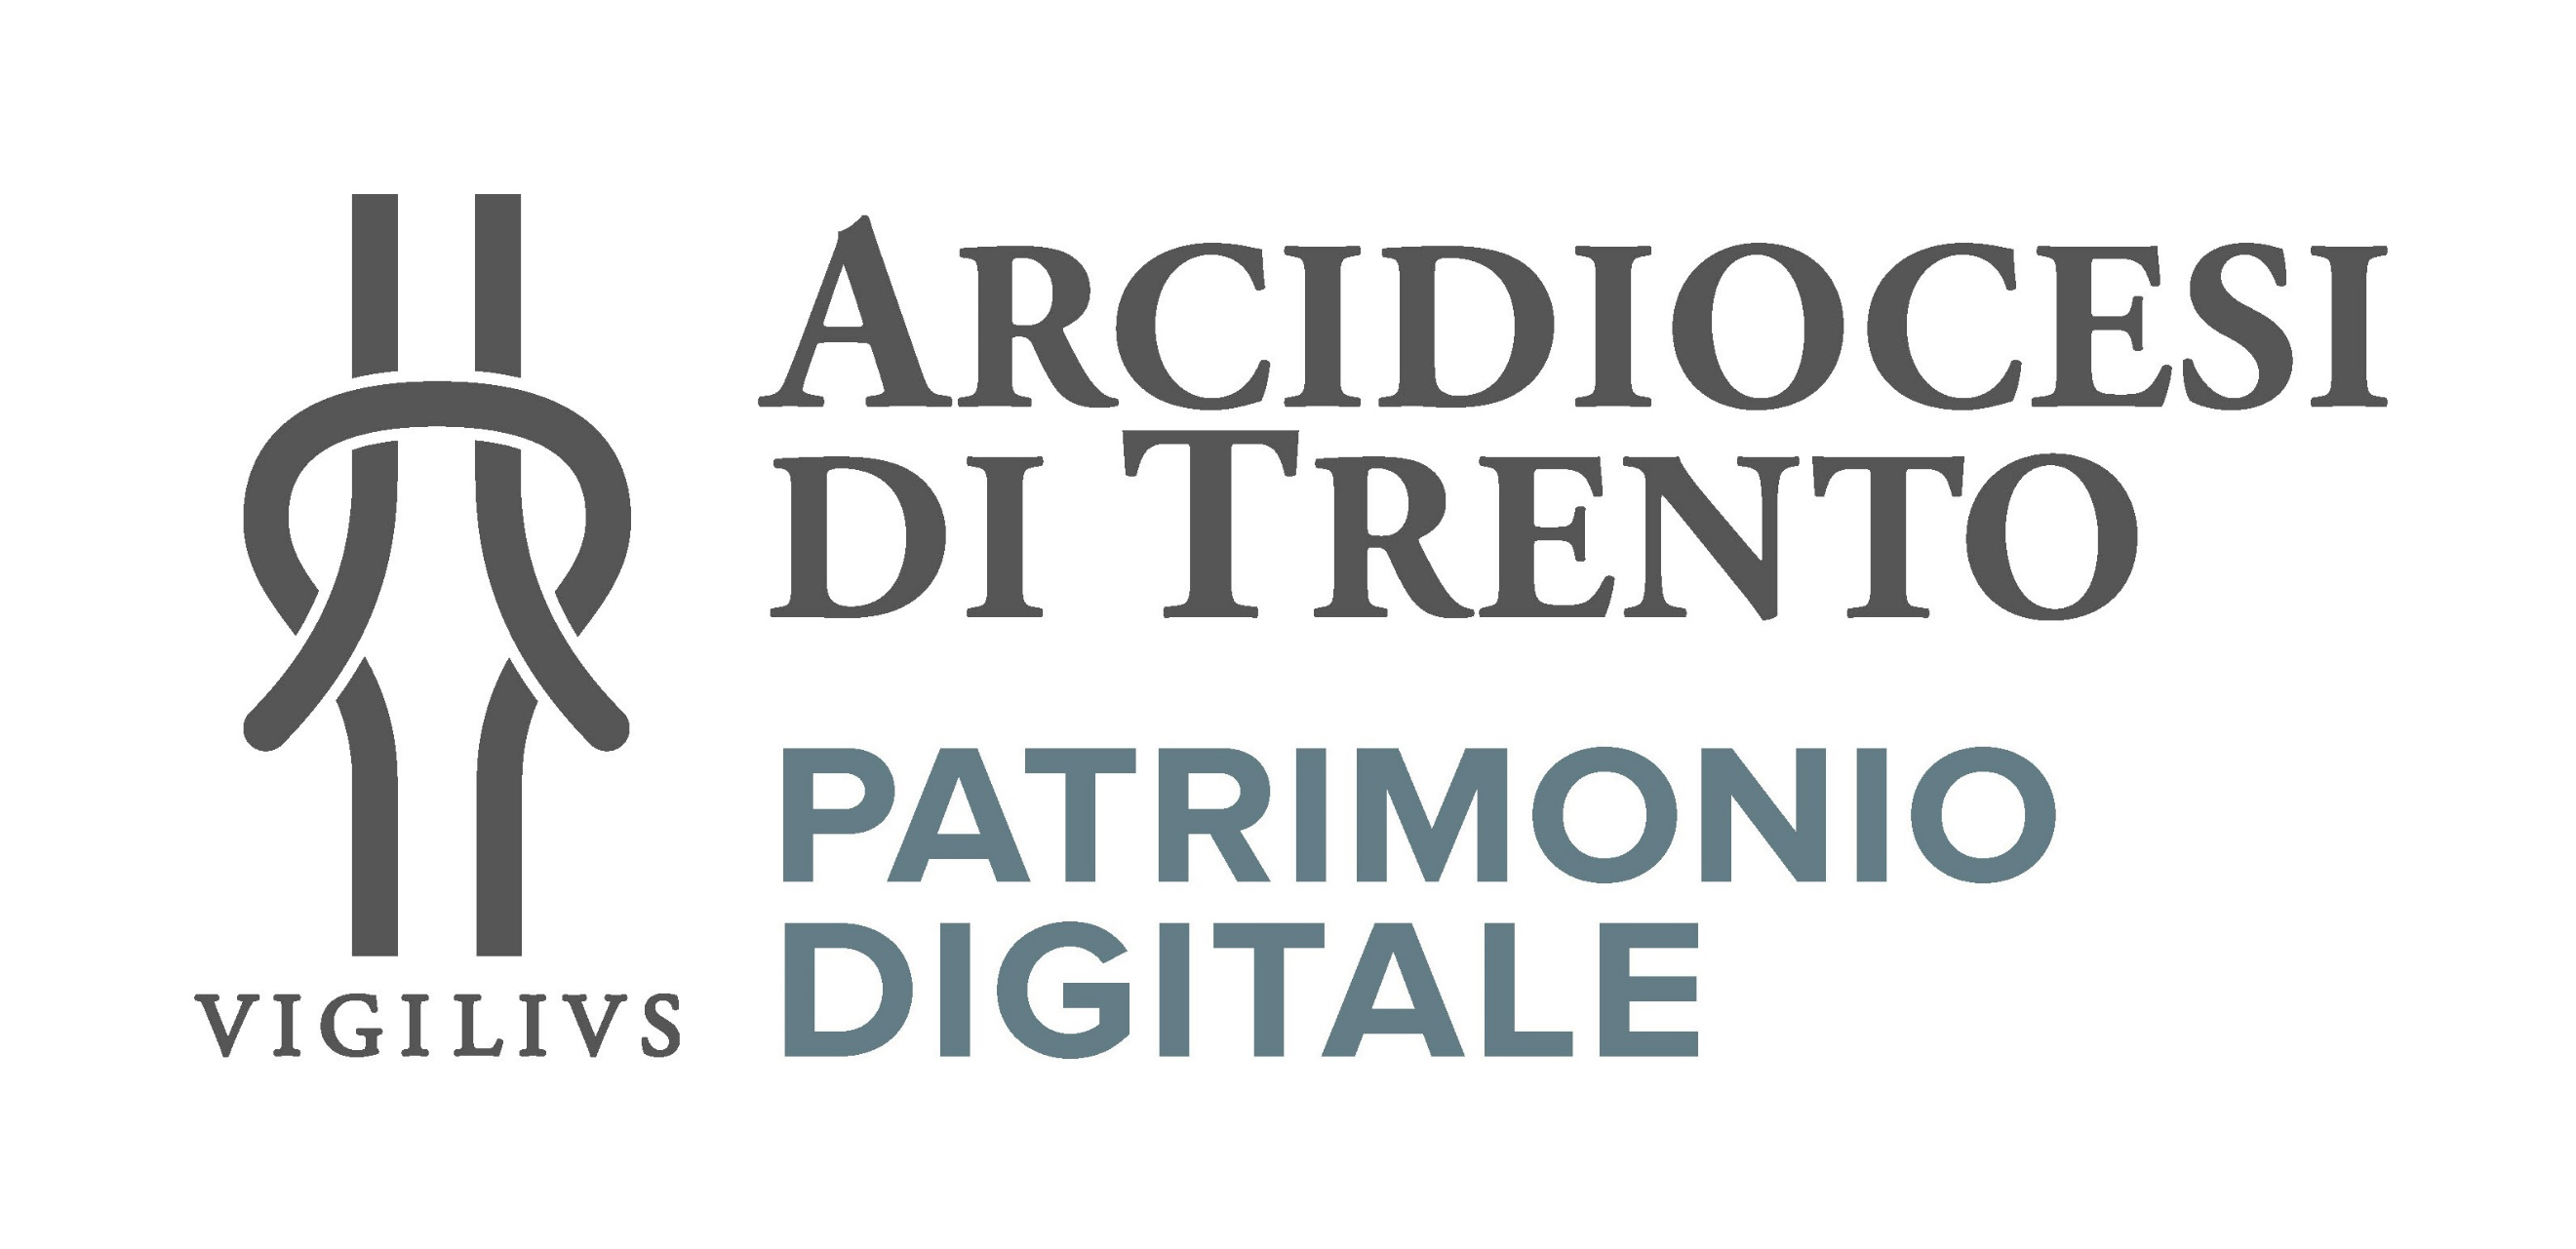 ARCIDIOCESI
DI TRENTO
PATRIMONIO
DIGITALE
VIGILIVS